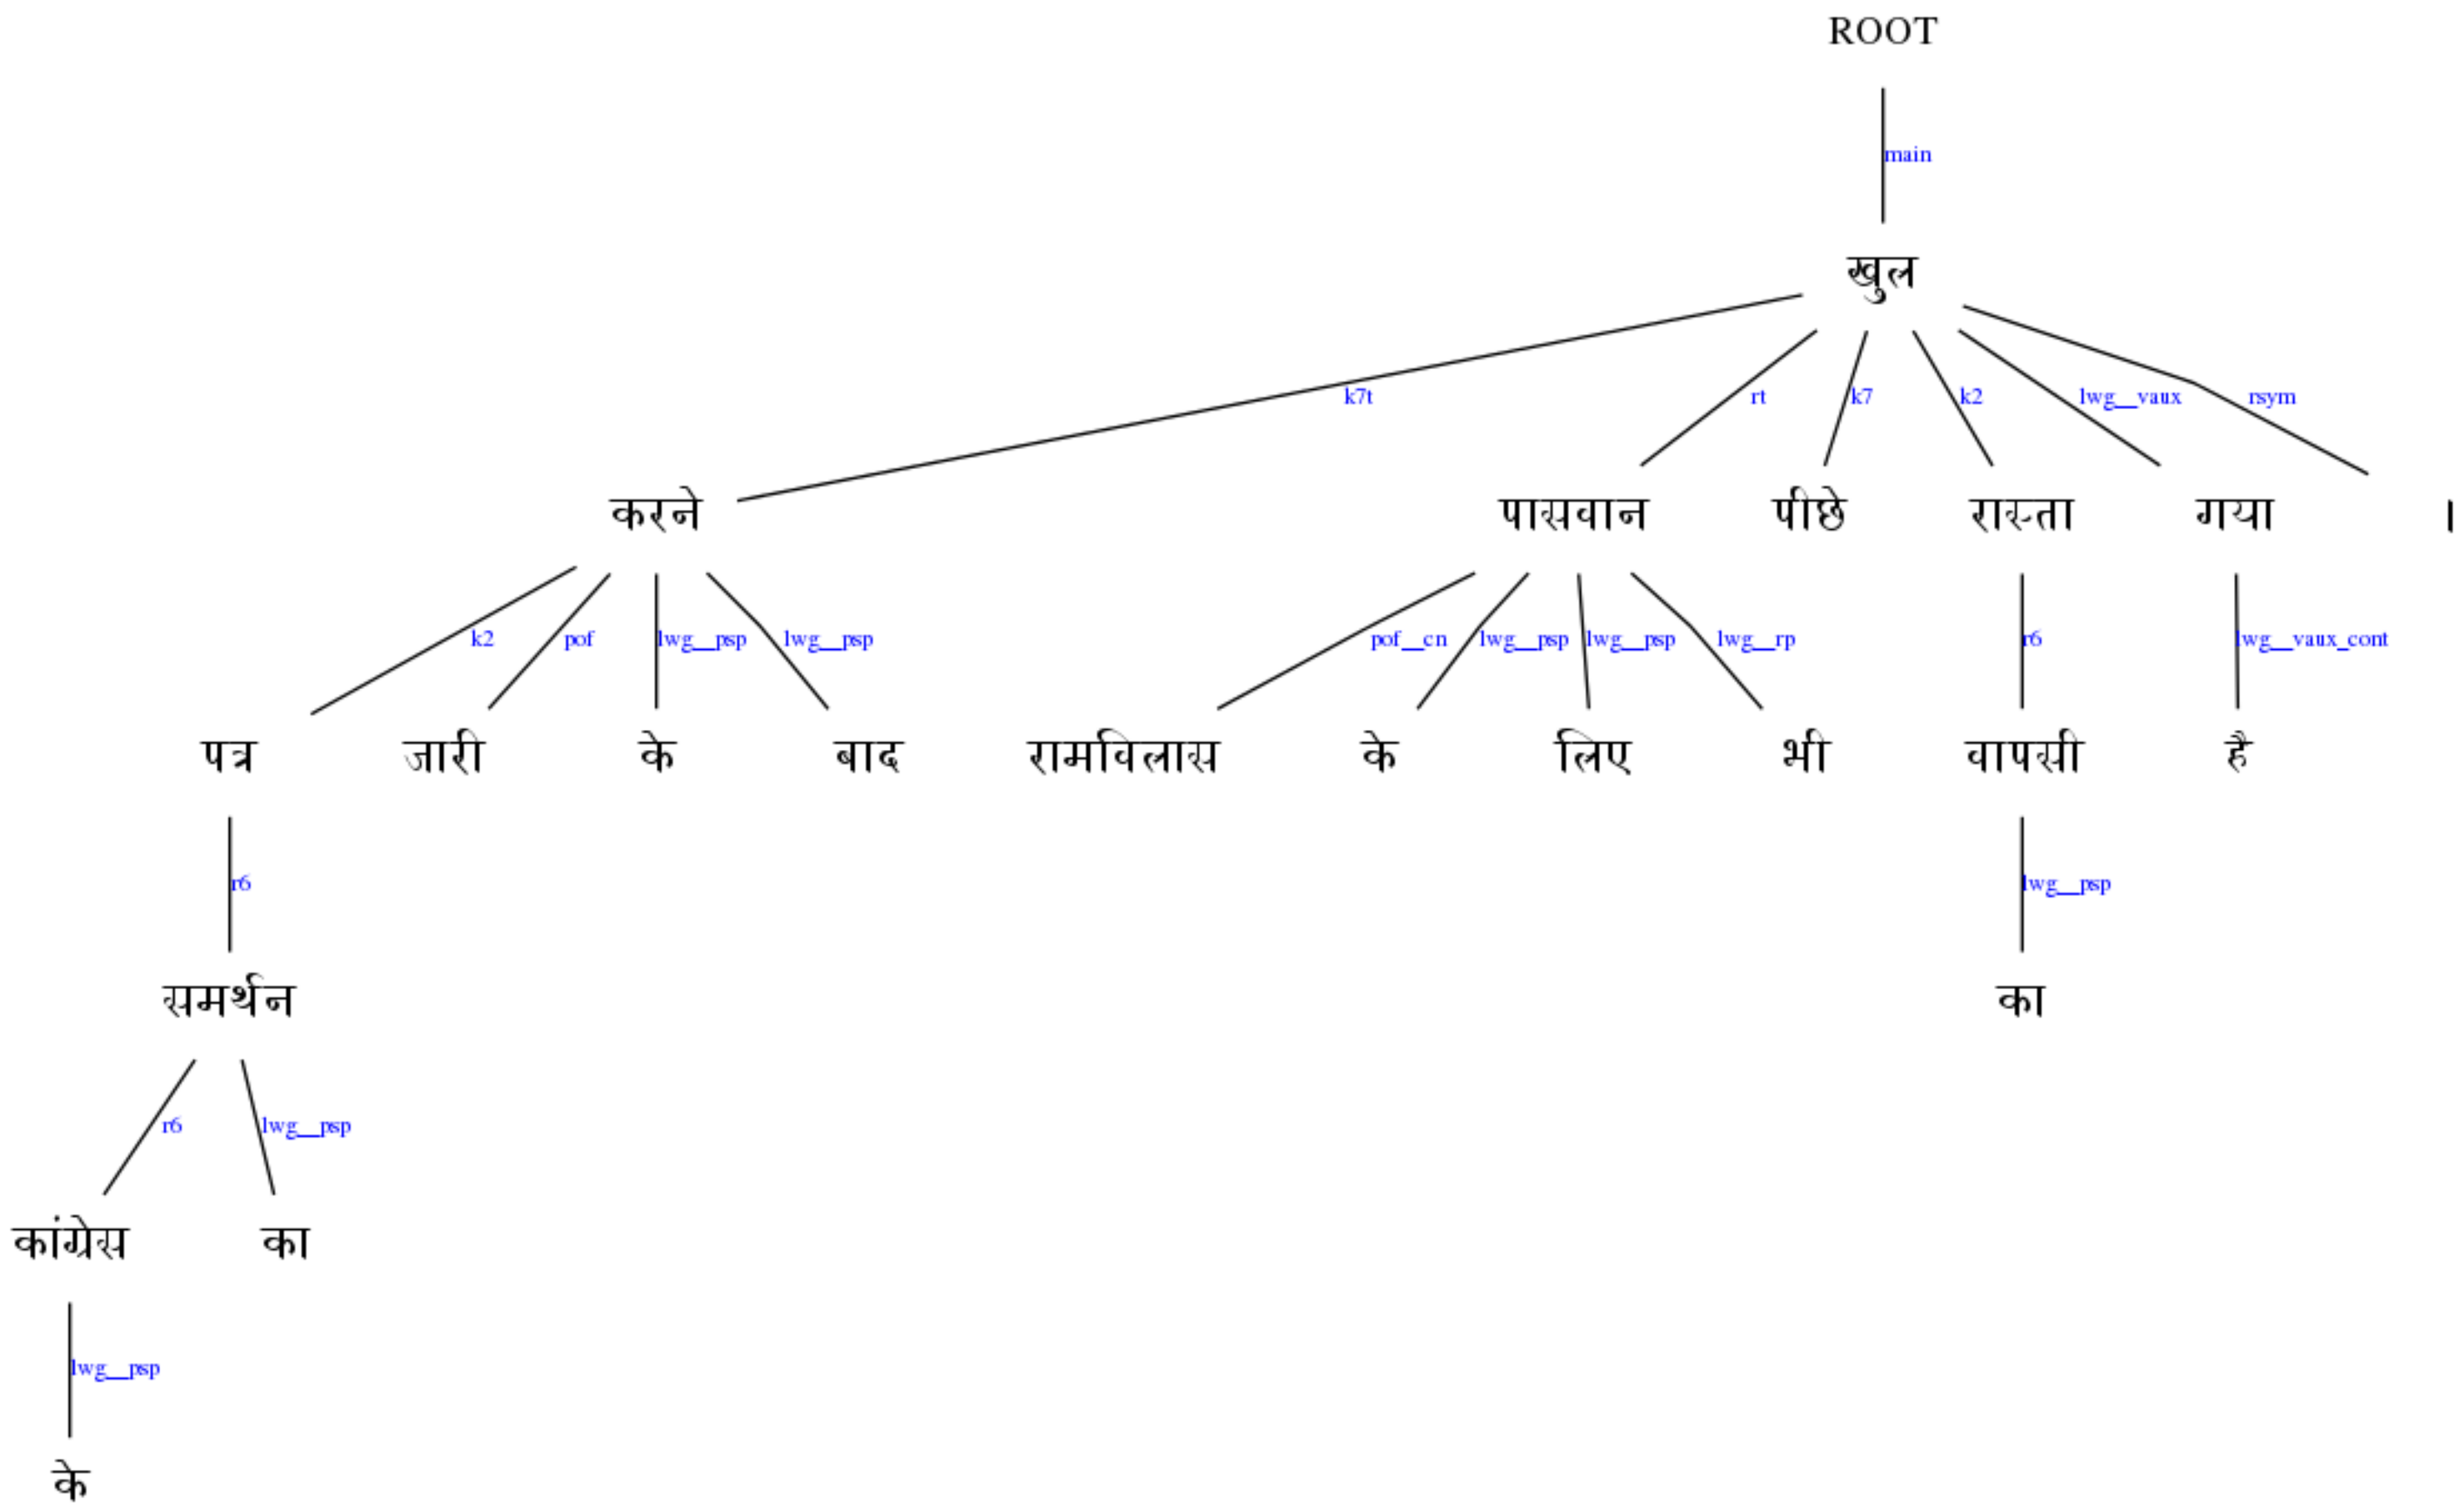 ROOT
main
खुल
k7t rt k7 k2 lwg__vaux rsym
करने पासवान पीछे रास्ता गया ।
k2 pof lwg__psp lwg__psp pof__cn lwg__psp lwg__psp lwg__rp r6 lwg__vaux_cont
पत्र जारी के बाद रामविलास के लिए भी वापसी है
r6 lwg__psp
समर्थन का
r6 lwg__psp
कांग्रेस का
lwg__psp
के